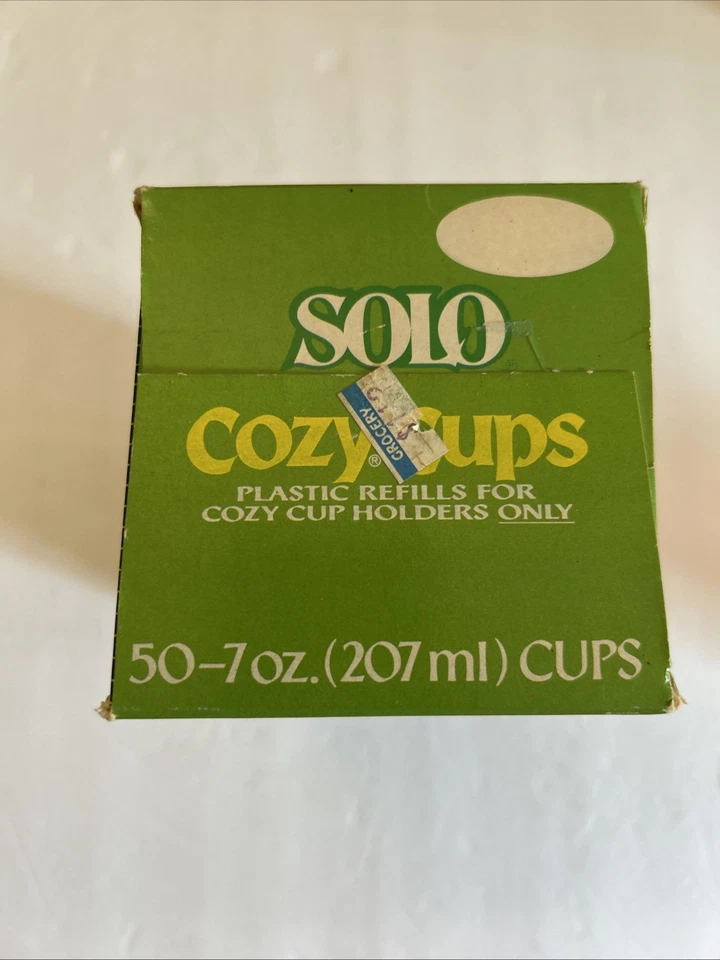 SOLO
COZY® Cups
GROCERY
PLASTIC REFILLS FOR
COZY CUP HOLDERS ONLY
50–7 oz. (207 ml) CUPS